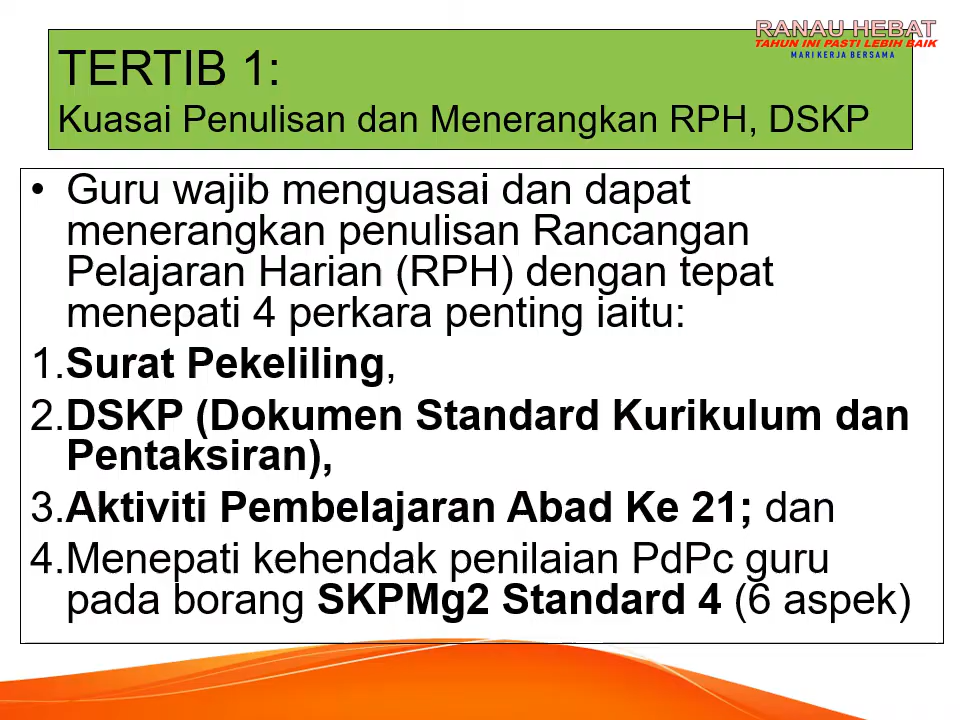 RANAU HEBAT
TAHUN INI PASTI LEBIH BAIK
MARI KERJA BERSAMA
TERTIB 1:
Kuasai Penulisan dan Menerangkan RPH, DSKP
• Guru wajib menguasai dan dapat
menerangkan penulisan Rancangan
Pelajaran Harian (RPH) dengan tepat
menepati 4 perkara penting iaitu:
1.Surat Pekeliling,
2.DSKP (Dokumen Standard Kurikulum dan
Pentaksiran),
3.Aktiviti Pembelajaran Abad Ke 21; dan
4.Menepati kehendak penilaian PdPc guru
pada borang SKPMg2 Standard 4 (6 aspek)